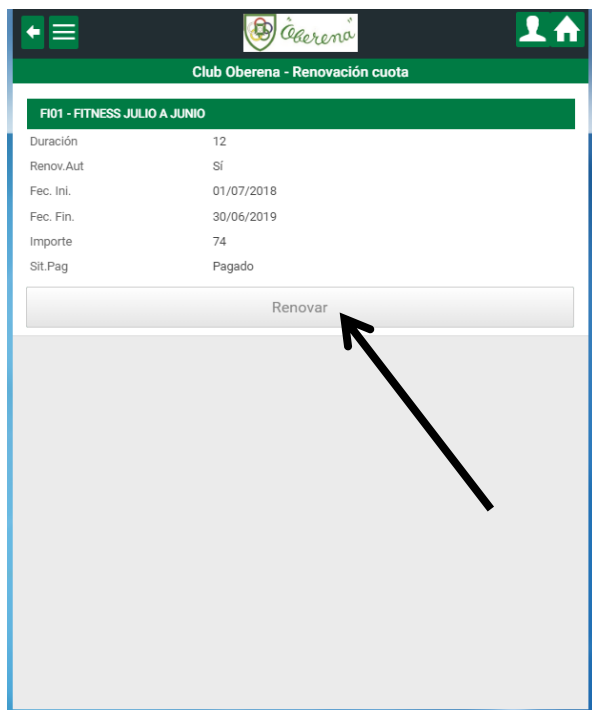 "Oberena"
Club Oberena - Renovación cuota
FI01 - FITNESS JULIO A JUNIO
Duración 12
Renov.Aut Sí
Fec. Ini. 01/07/2018
Fec. Fin. 30/06/2019
Importe 74
Sit.Pag Pagado
Renovar